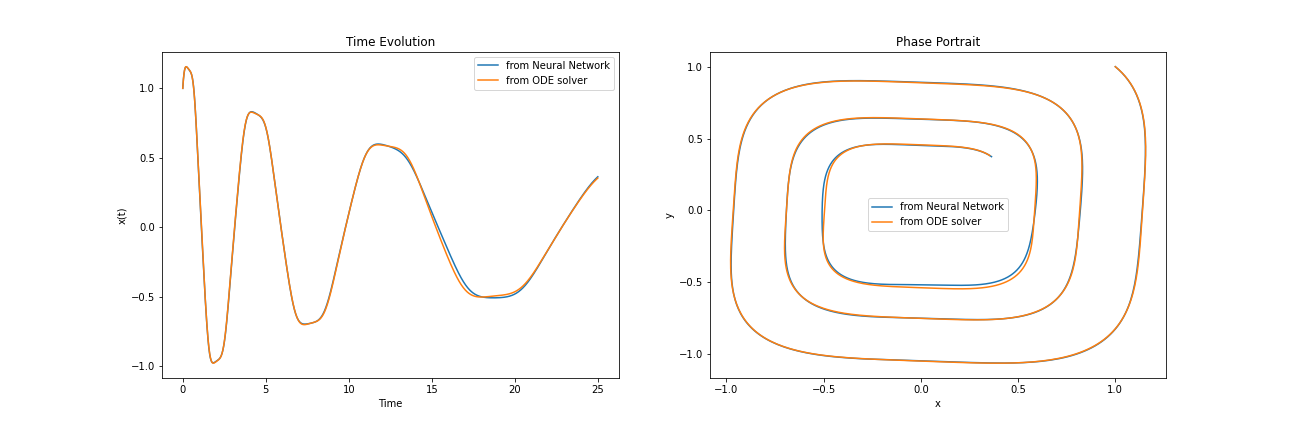 Time Evolution
from Neural Network
from ODE solver
x(t)
1.0
0.5
0.0
−0.5
−1.0
0
5
10
15
20
25
Time
Phase Portrait
from Neural Network
from ODE solver
y
1.0
0.5
0.0
−0.5
−1.0
−1.0
−0.5
0.0
0.5
1.0
x